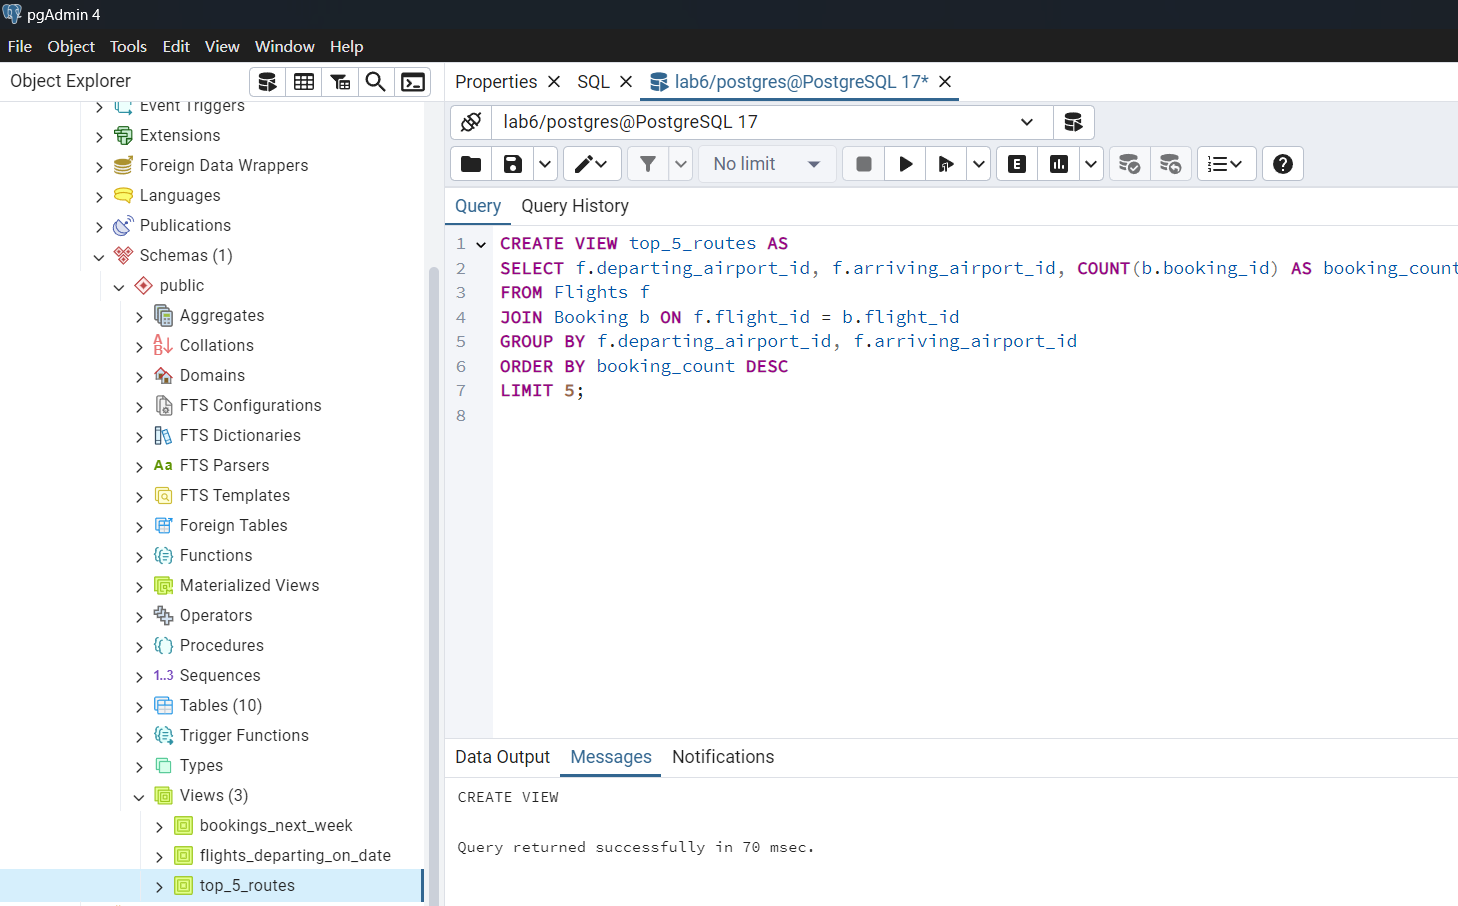 pgAdmin 4
File Object Tools Edit View Window Help
Object Explorer
Properties SQL lab6/postgres@PostgreSQL 17*
Event Triggers
Extensions
Foreign Data Wrappers
Languages
Publications
Schemas (1)
public
Aggregates
Collations
Domains
FTS Configurations
FTS Dictionaries
Aa FTS Parsers
FTS Templates
Foreign Tables
Functions
Materialized Views
Operators
Procedures
1..3 Sequences
Tables (10)
Trigger Functions
Types
Views (3)
bookings_next_week
flights_departing_on_date
top_5_routes
lab6/postgres@PostgreSQL 17
No limit
E
Query Query History
1 CREATE VIEW top_5_routes AS
2 SELECT f.departing_airport_id, f.arriving_airport_id, COUNT(b.booking_id) AS booking_count
3 FROM Flights f
4 JOIN Booking b ON f.flight_id = b.flight_id
5 GROUP BY f.departing_airport_id, f.arriving_airport_id
6 ORDER BY booking_count DESC
7 LIMIT 5;
8
Data Output Messages Notifications
CREATE VIEW
Query returned successfully in 70 msec.